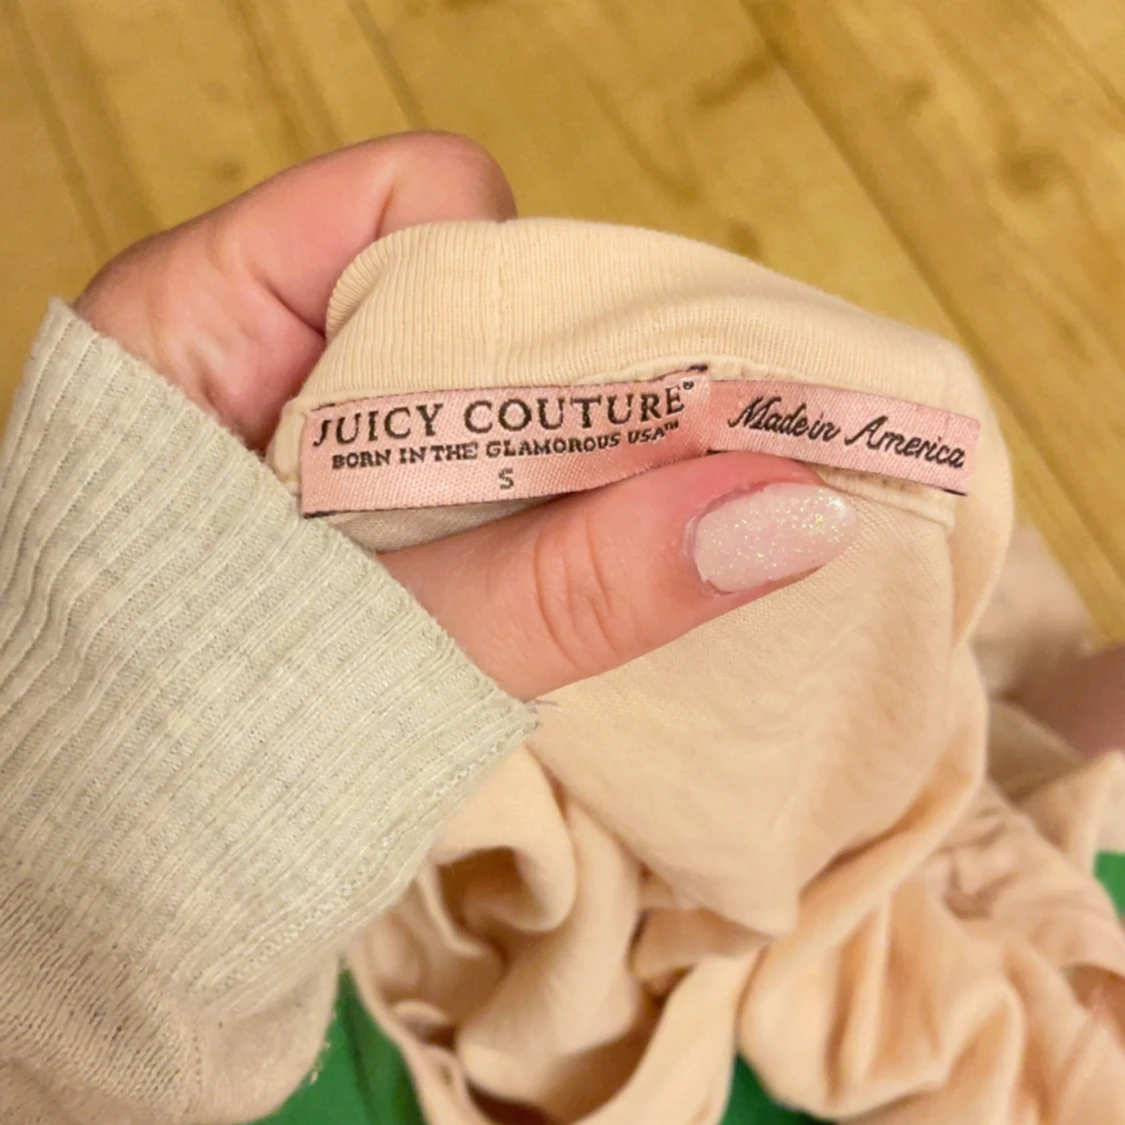 JUICY COUTURE®
BORN IN THE GLAMOROUS USA™
S
Made in America